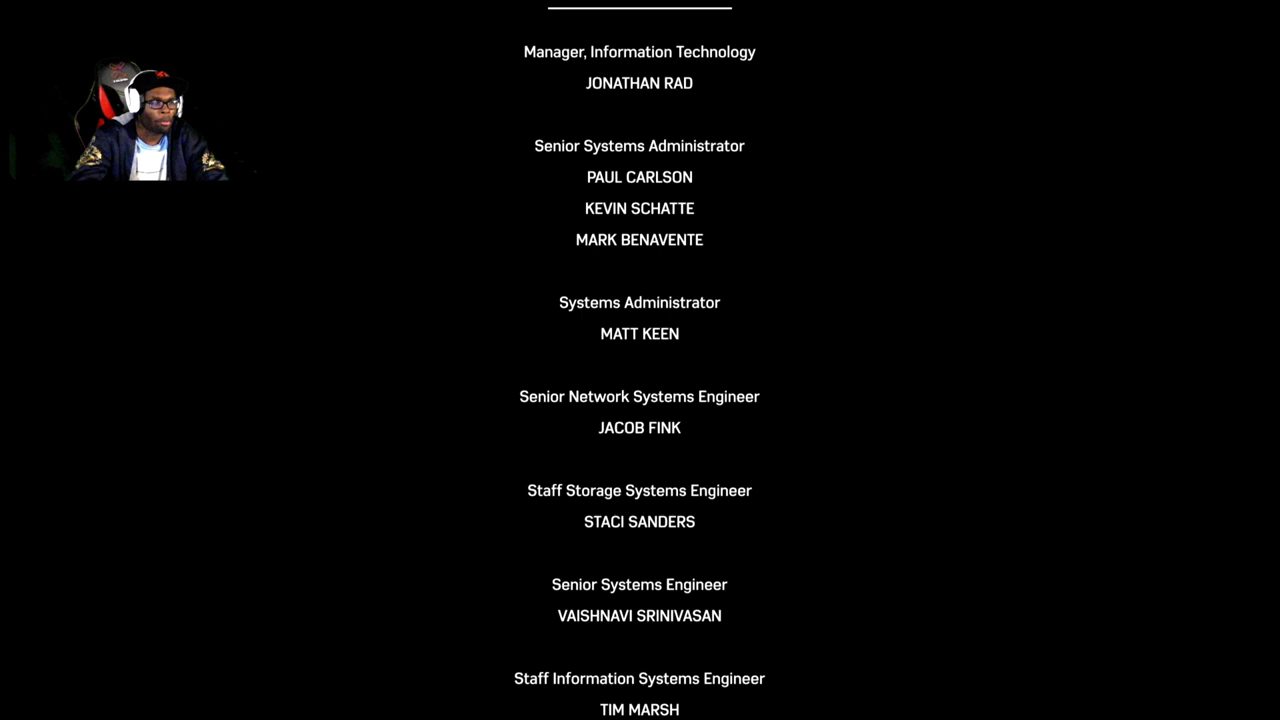 Manager, Information Technology
JONATHAN RAD
Senior Systems Administrator
PAUL CARLSON
KEVIN SCHATTE
MARK BENAVENTE
Systems Administrator
MATT KEEN
Senior Network Systems Engineer
JACOB FINK
Staff Storage Systems Engineer
STACI SANDERS
Senior Systems Engineer
VAISHNAVI SRINIVASAN
Staff Information Systems Engineer
TIM MARSH